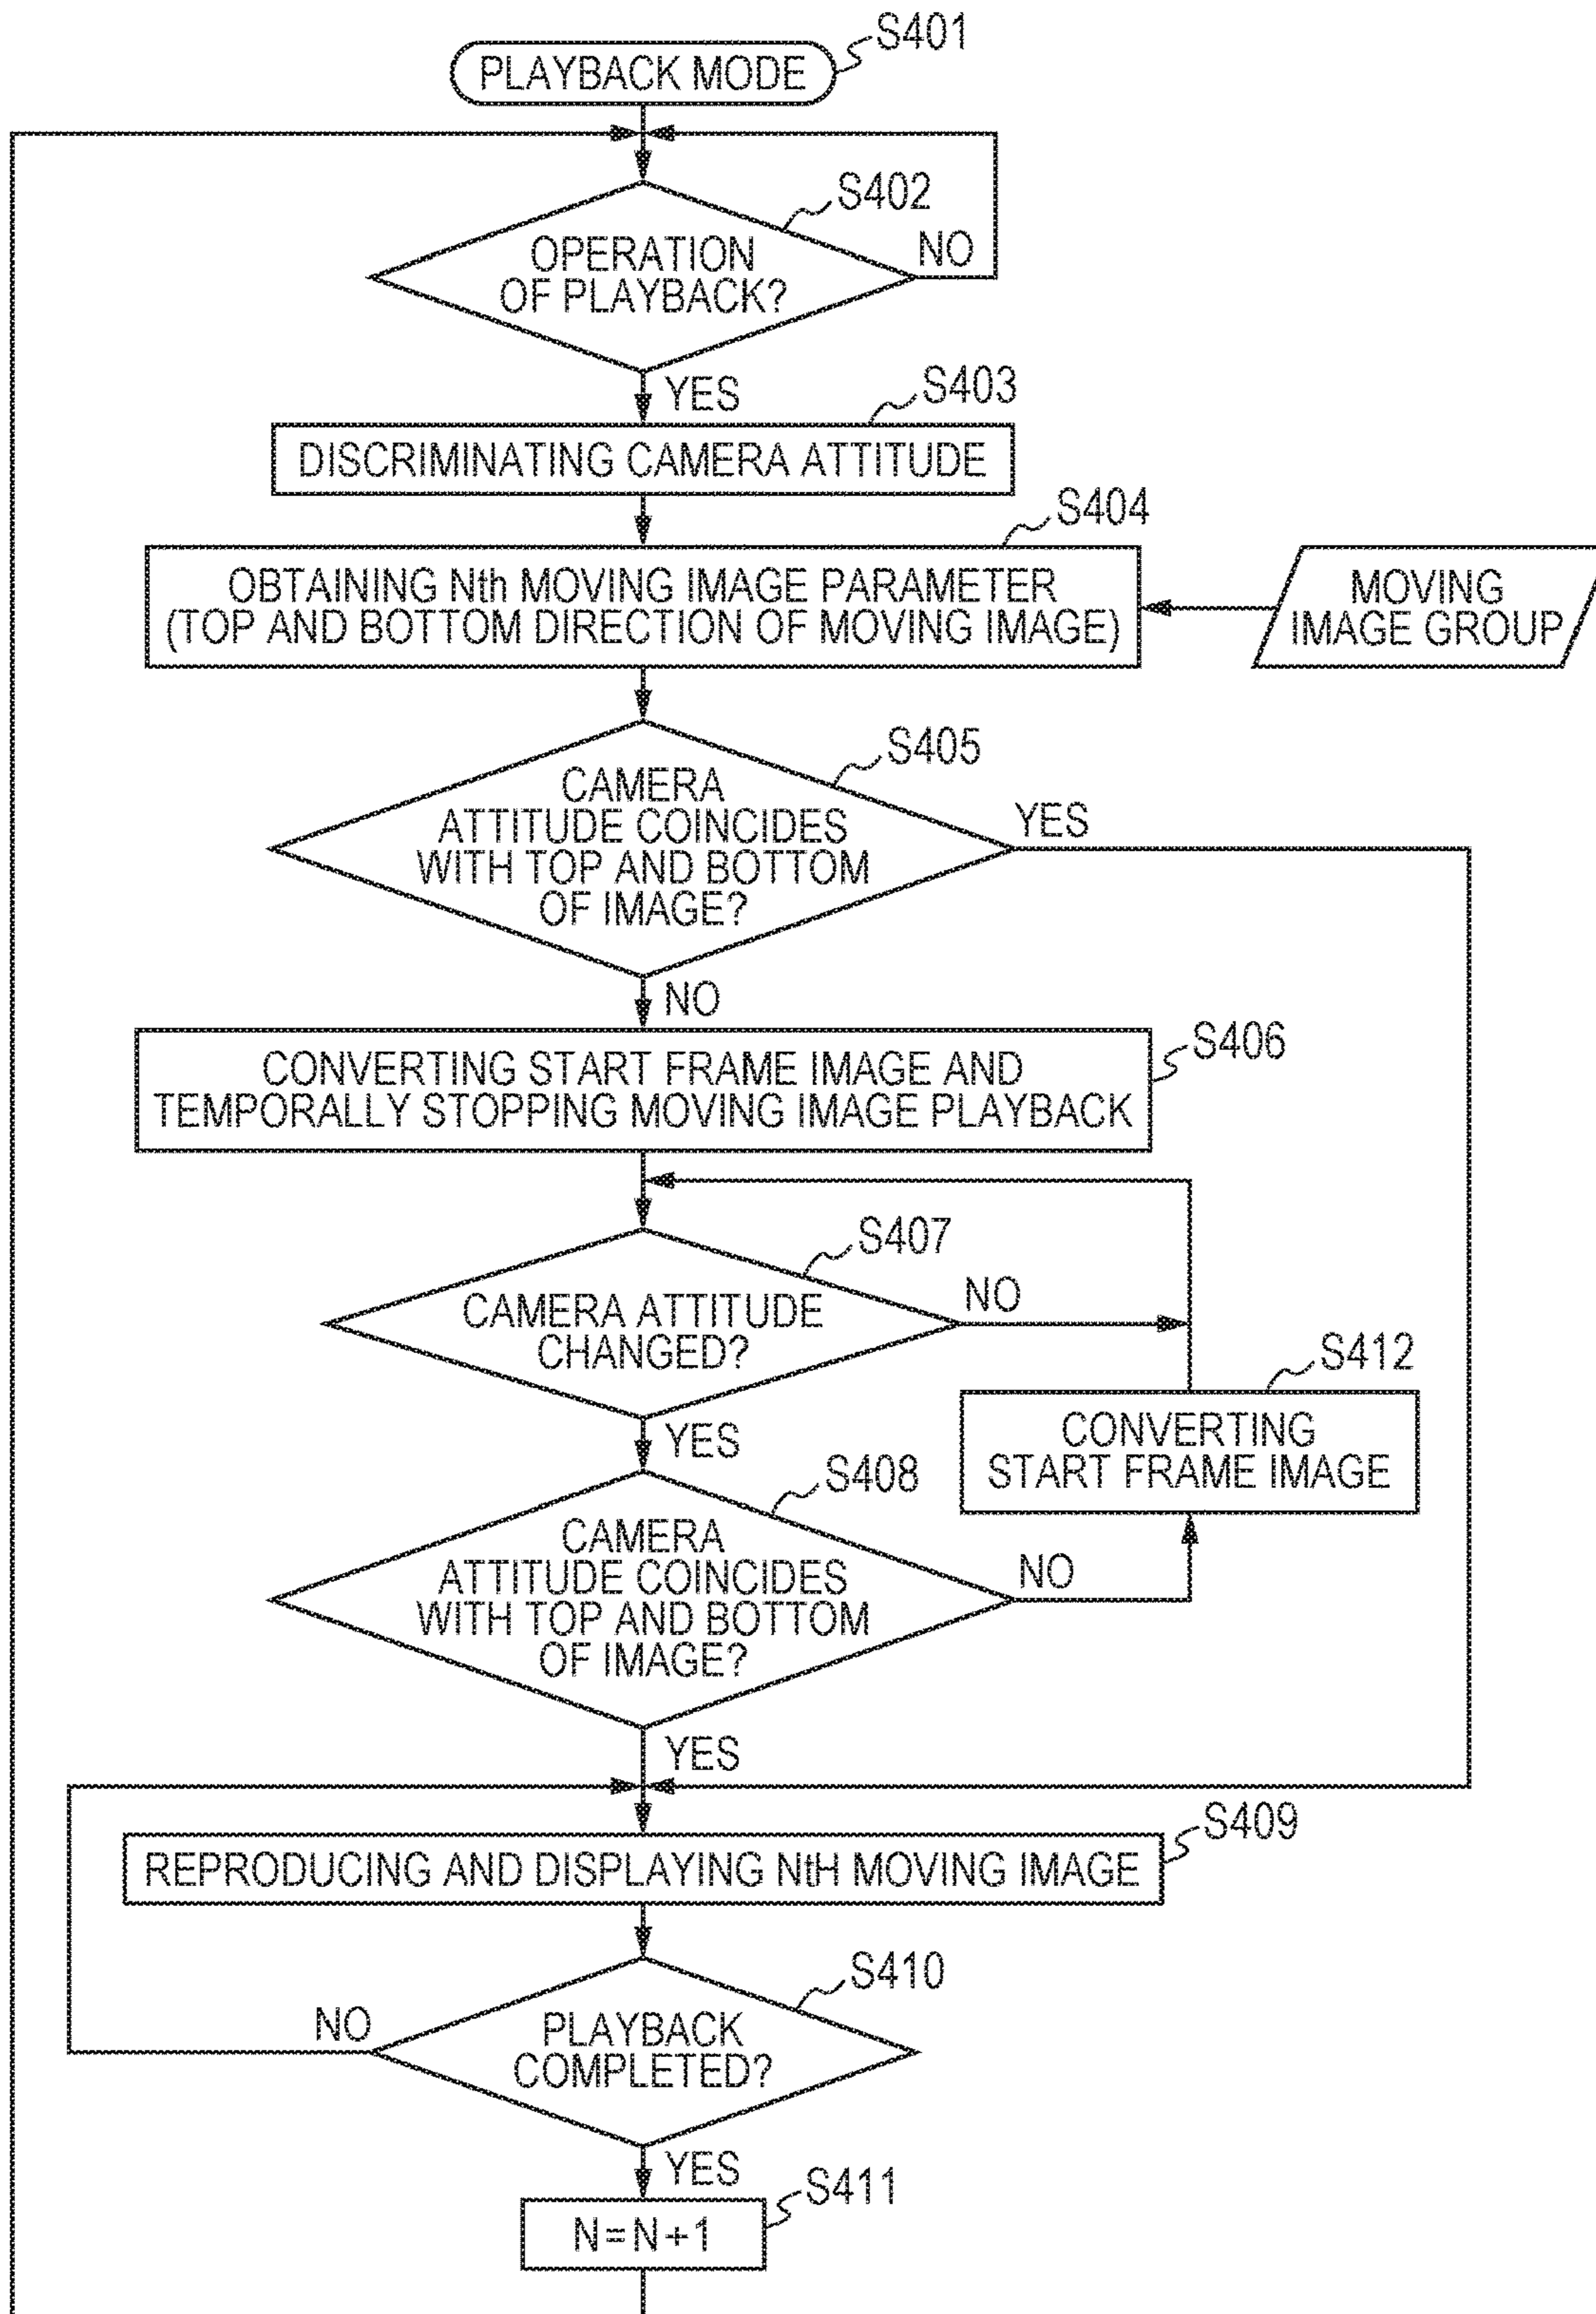 S401
PLAYBACK MODE
S402
OPERATION
OF PLAYBACK?
NO
YES
S403
DISCRIMINATING CAMERA ATTITUDE
S404
OBTAINING Nth MOVING IMAGE PARAMETER
(TOP AND BOTTOM DIRECTION OF MOVING IMAGE)
MOVING
IMAGE GROUP
S405
CAMERA
ATTITUDE COINCIDES
WITH TOP AND BOTTOM
OF IMAGE?
YES
NO
S406
CONVERTING START FRAME IMAGE AND
TEMPORALLY STOPPING MOVING IMAGE PLAYBACK
S407
CAMERA ATTITUDE
CHANGED?
NO
YES
S412
CONVERTING
START FRAME IMAGE
S408
CAMERA
ATTITUDE COINCIDES
WITH TOP AND BOTTOM
OF IMAGE?
NO
YES
S409
REPRODUCING AND DISPLAYING NtH MOVING IMAGE
S410
PLAYBACK
COMPLETED?
NO
YES
S411
N=N+1